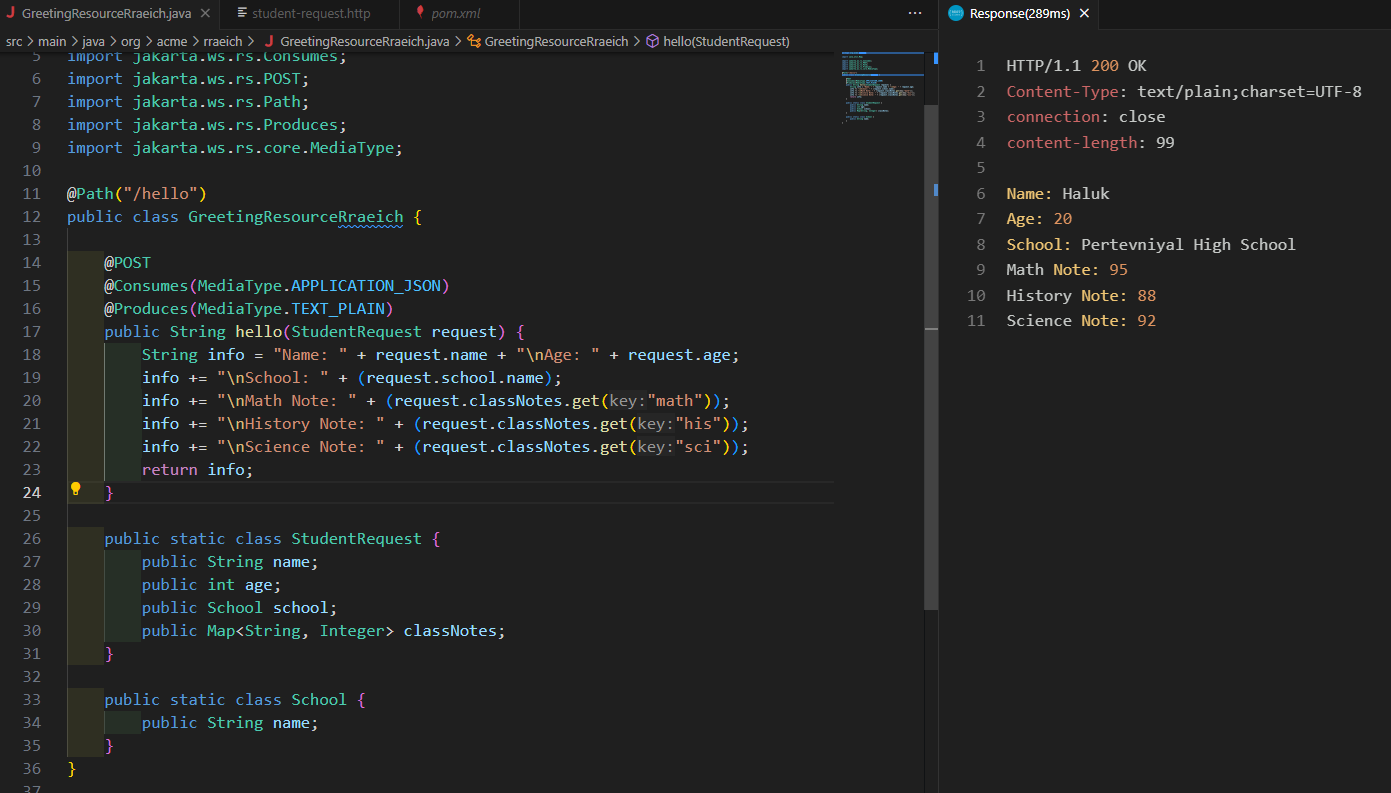 GreetingResourceRraeich.java
student-request.http
pom.xml
Response(289ms)
src > main > java > org > acme > rraeich > GreetingResourceRraeich.java > GreetingResourceRraeich > hello(StudentRequest)
5 import jakarta.ws.rs.Consumes;
6 import jakarta.ws.rs.POST;
7 import jakarta.ws.rs.Path;
8 import jakarta.ws.rs.Produces;
9 import jakarta.ws.rs.core.MediaType;
10
11 @Path("/hello")
12 public class GreetingResourceRraeich {
13
14 @POST
15 @Consumes(MediaType.APPLICATION_JSON)
16 @Produces(MediaType.TEXT_PLAIN)
17 public String hello(StudentRequest request) {
18 String info = "Name: " + request.name + "\nAge: " + request.age;
19 info += "\nSchool: " + (request.school.name);
20 info += "\nMath Note: " + (request.classNotes.get(key:"math"));
21 info += "\nHistory Note: " + (request.classNotes.get(key:"his"));
22 info += "\nScience Note: " + (request.classNotes.get(key:"sci"));
23 return info;
24 }
25
26 public static class StudentRequest {
27 public String name;
28 public int age;
29 public School school;
30 public Map<String, Integer> classNotes;
31 }
32
33 public static class School {
34 public String name;
35 }
36 }
37
1 HTTP/1.1 200 OK
2 Content-Type: text/plain;charset=UTF-8
3 connection: close
4 content-length: 99
5
6 Name: Haluk
7 Age: 20
8 School: Pertevniyal High School
9 Math Note: 95
10 History Note: 88
11 Science Note: 92